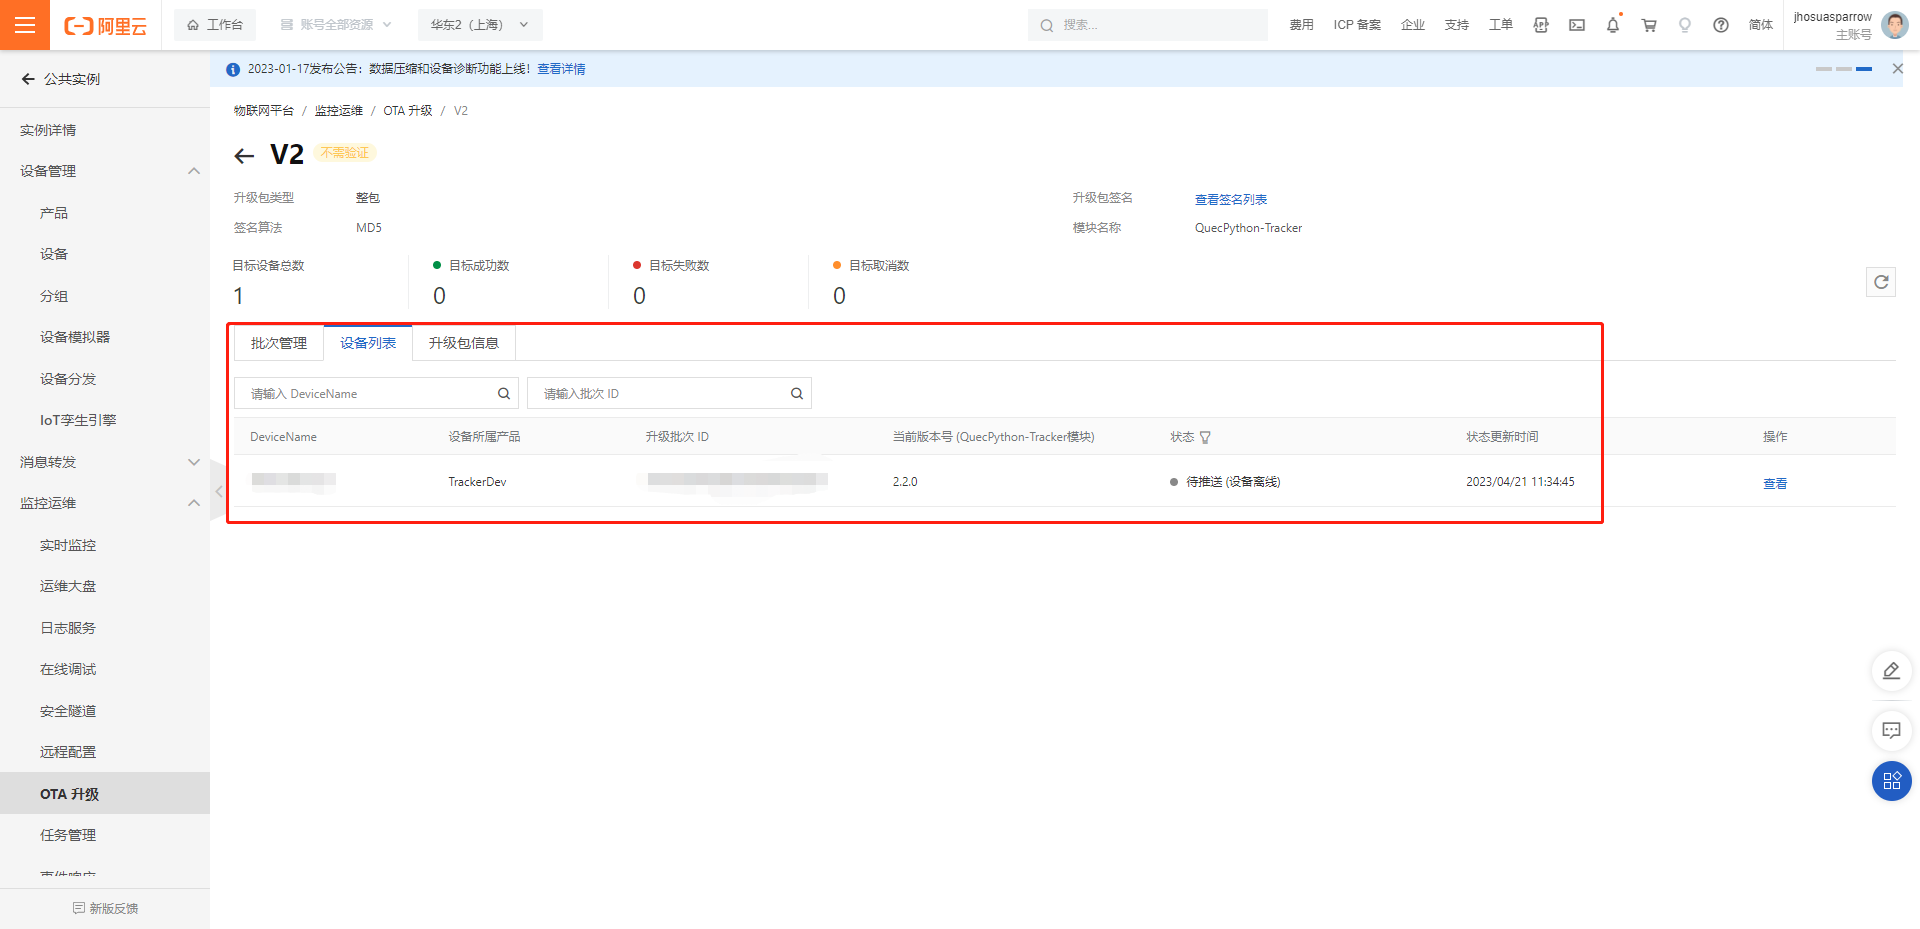 阿里云
工作台
账号全部资源
华东2（上海）
搜索...
费用
ICP 备案
企业
支持
工单
简体
jhosuasparrow
主账号
公共实例
2023-01-17发布公告：数据压缩和设备诊断功能上线！查看详情
物联网平台 / 监控运维 / OTA 升级 / V2
V2
不需验证
升级包类型 整包
升级包签名 查看签名列表
签名算法 MD5
模块名称 QuecPython-Tracker
目标设备总数
1
目标成功数
0
目标失败数
0
目标取消数
0
批次管理
设备列表
升级包信息
请输入 DeviceName
请输入批次 ID
DeviceName 设备所属产品 升级批次 ID 当前版本号 (QuecPython-Tracker模块) 状态 状态更新时间 操作
TrackerDev 2.2.0 待推送 (设备离线) 2023/04/21 11:34:45 查看
实例详情
设备管理
产品
设备
分组
设备模拟器
设备分发
IoT孪生引擎
消息转发
监控运维
实时监控
运维大盘
日志服务
在线调试
安全隧道
远程配置
OTA 升级
任务管理
事件响应
新版反馈